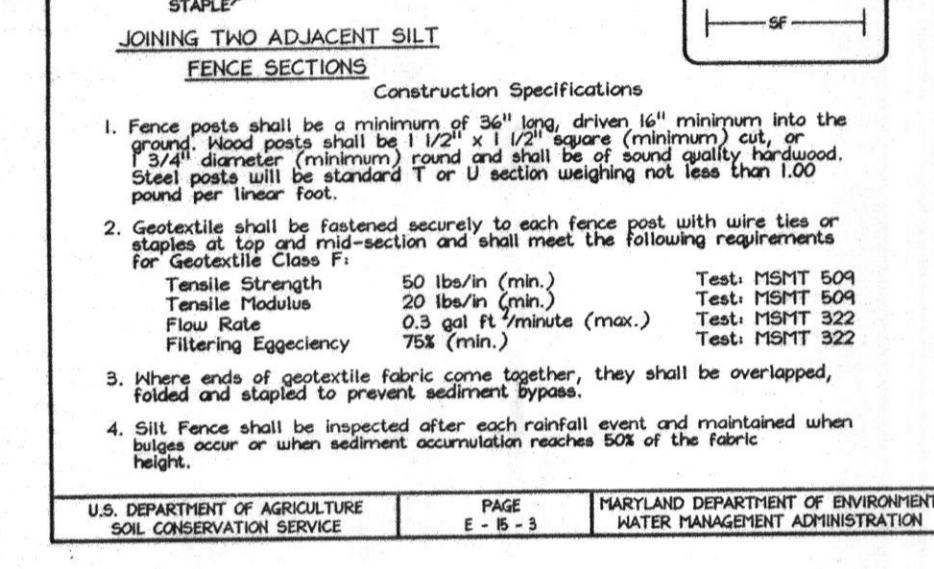 STAPLE
SF
JOINING TWO ADJACENT SILT
FENCE SECTIONS
Construction Specifications
1. Fence posts shall be a minimum of 36" long, driven 16" minimum into the
ground. Wood posts shall be 1 1/2" x 1 1/2" square (minimum) cut, or
1 3/4" diameter (minimum) round and shall be of sound quality hardwood.
Steel posts will be standard T or U section weighing not less than 1.00
pound per linear foot.
2. Geotextile shall be fastened securely to each fence post with wire ties or
staples at top and mid-section and shall meet the following requirements
for Geotextile Class F:
Tensile Strength 50 lbs/in (min.) Test: MSMT 509
Tensile Modulus 20 lbs/in (min.) Test: MSMT 509
Flow Rate 0.3 gal ft ²/minute (max.) Test: MSMT 322
Filtering Eggeciency 75% (min.) Test: MSMT 322
3. Where ends of geotextile fabric come together, they shall be overlapped,
folded and stapled to prevent sediment bypass.
4. Silt Fence shall be inspected after each rainfall event and maintained when
bulges occur or when sediment accumulation reaches 50% of the fabric
height.
U.S. DEPARTMENT OF AGRICULTURE
SOIL CONSERVATION SERVICE
PAGE
E - 15 - 3
MARYLAND DEPARTMENT OF ENVIRONMENT
WATER MANAGEMENT ADMINISTRATION